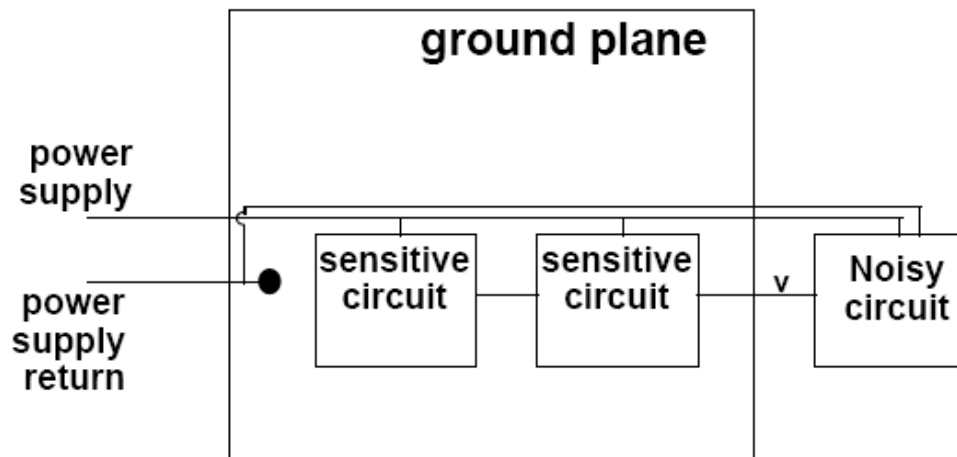 ground plane
power
supply
sensitive
circuit
sensitive
circuit
v
Noisy
circuit
power
supply
return